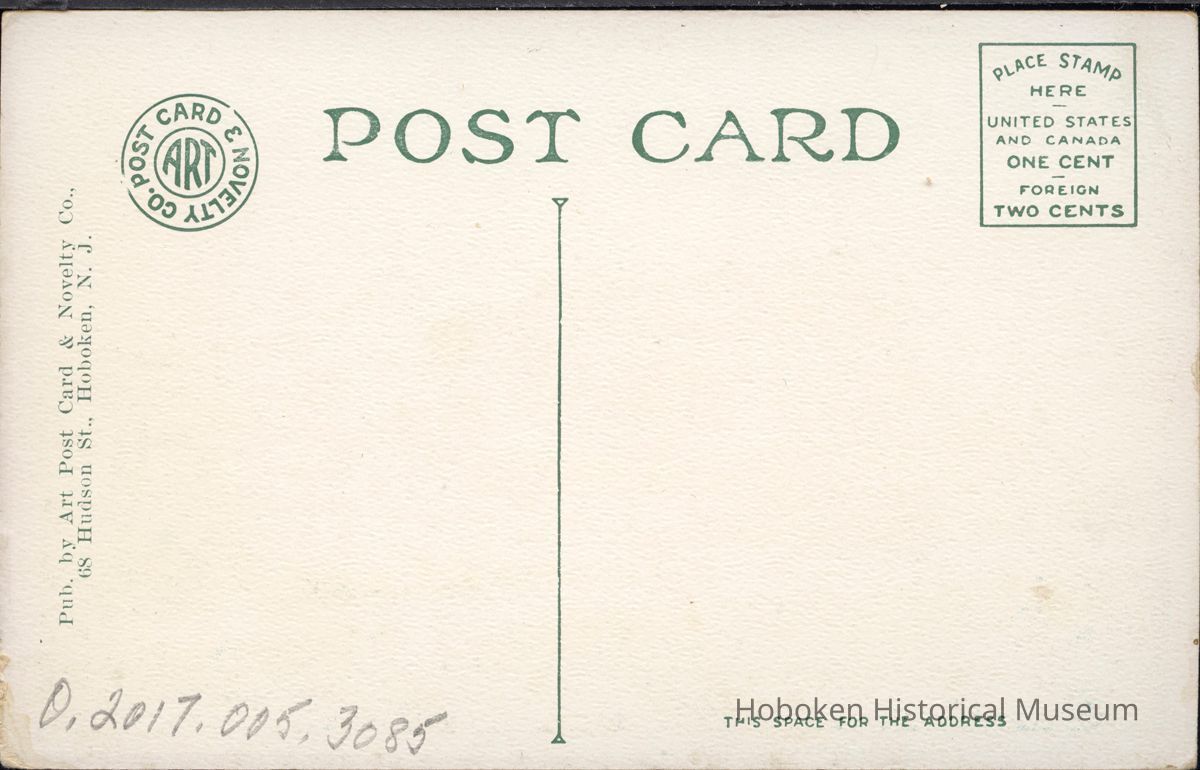 POST CARD
POST CARD & NOVELTY CO.
ART
PLACE STAMP
HERE
UNITED STATES
AND CANADA
ONE CENT
FOREIGN
TWO CENTS
Pub. by Art Post Card & Novelty Co.,
68 Hudson St., Hoboken, N. J.
0.2017.005.3085
THIS SPACE FOR THE ADDRESS
Hoboken Historical Museum